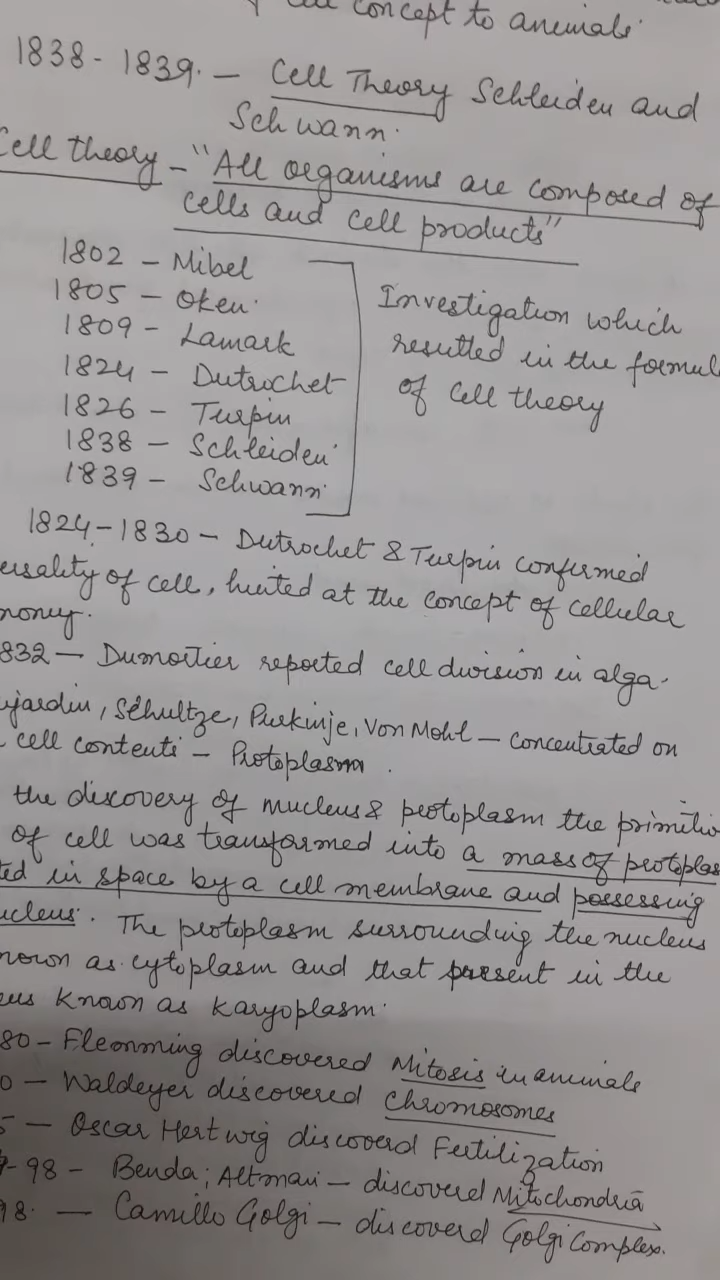 cell concept to animals
1838 - 1839. - Cell Theory Schleiden and
Schwann.
Cell theory - "All organisms are composed of
cells and cell products"
1802 - Mibel
1805 - Oken.
1809 - Lamark
1824 - Dutrochet
1826 - Turpin
1838 - Schleiden
1839 - Schwann
Investigation which
resulted in the formul
of cell theory
1824-1830 - Dutrochet & Turpin confirmed
ersality of cell, hinted at the concept of cellular
nomy.
832 - Dumortier reported cell division in alga.
ujardin, Schultze, Purkinje, Von Mohl - concentrated on
cell contents - Protoplasm.
the discovery of nucleus & protoplasm the primitiv
of cell was transformed into a mass of protoplas
ted in space by a cell membrane and possessing
ucleus. The protoplasm surrounding the nucleus
nown as cytoplasm and that present in the
eus known as karyoplasm.
80 - Flemming discovered Mitosis in animals
0 - Waldeyer discovered chromosomes
5 - Oscar Hertwig discoverd Fertilization
- 98 - Benda, Altman - discovered Mitochondria
98. - Camillo Golgi - discoverd Golgi Complex.